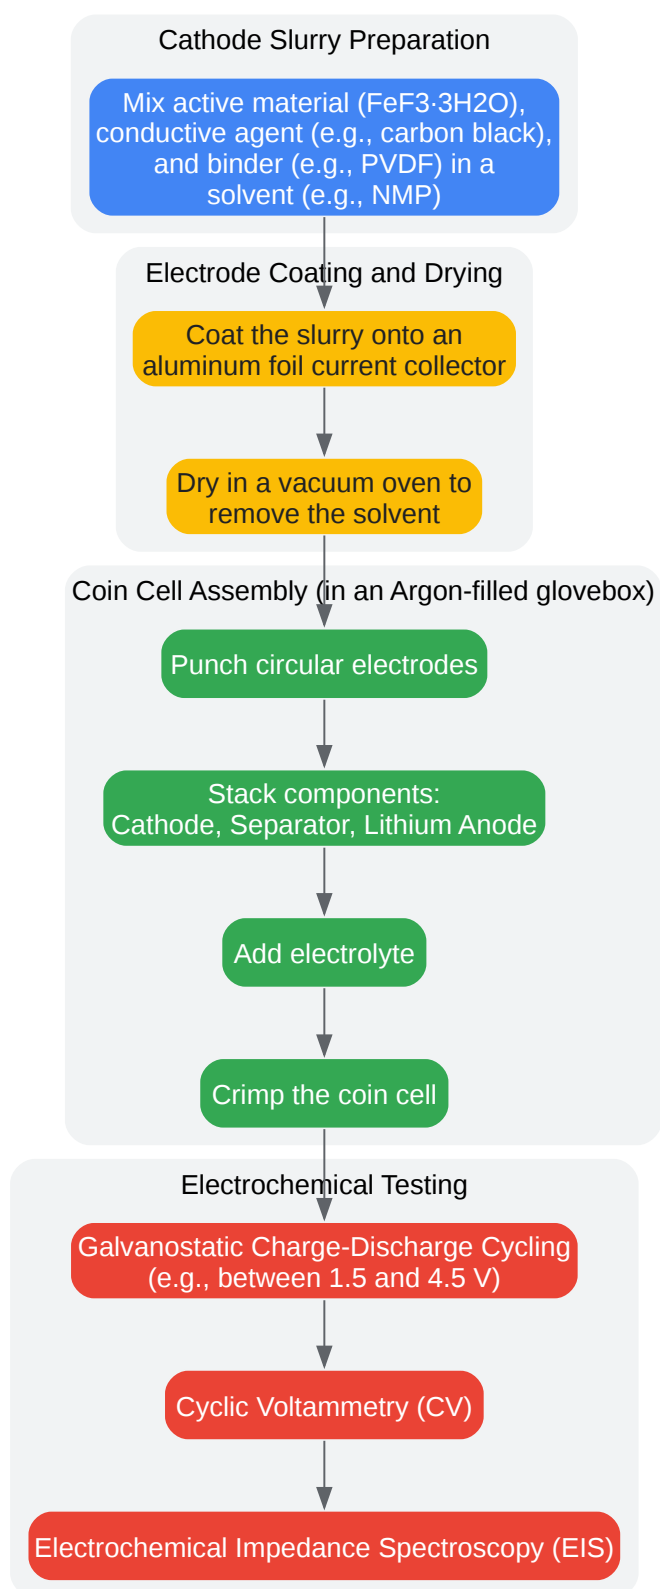 Cathode Slurry Preparation
Mix active material (FeF3·3H2O),
conductive agent (e.g., carbon black),
and binder (e.g., PVDF) in a
solvent (e.g., NMP)
Electrode Coating and Drying
Coat the slurry onto an
aluminum foil current collector
Dry in a vacuum oven to
remove the solvent
Coin Cell Assembly (in an Argon-filled glovebox)
Punch circular electrodes
Stack components:
Cathode, Separator, Lithium Anode
Add electrolyte
Crimp the coin cell
Electrochemical Testing
Galvanostatic Charge-Discharge Cycling
(e.g., between 1.5 and 4.5 V)
Cyclic Voltammetry (CV)
Electrochemical Impedance Spectroscopy (EIS)